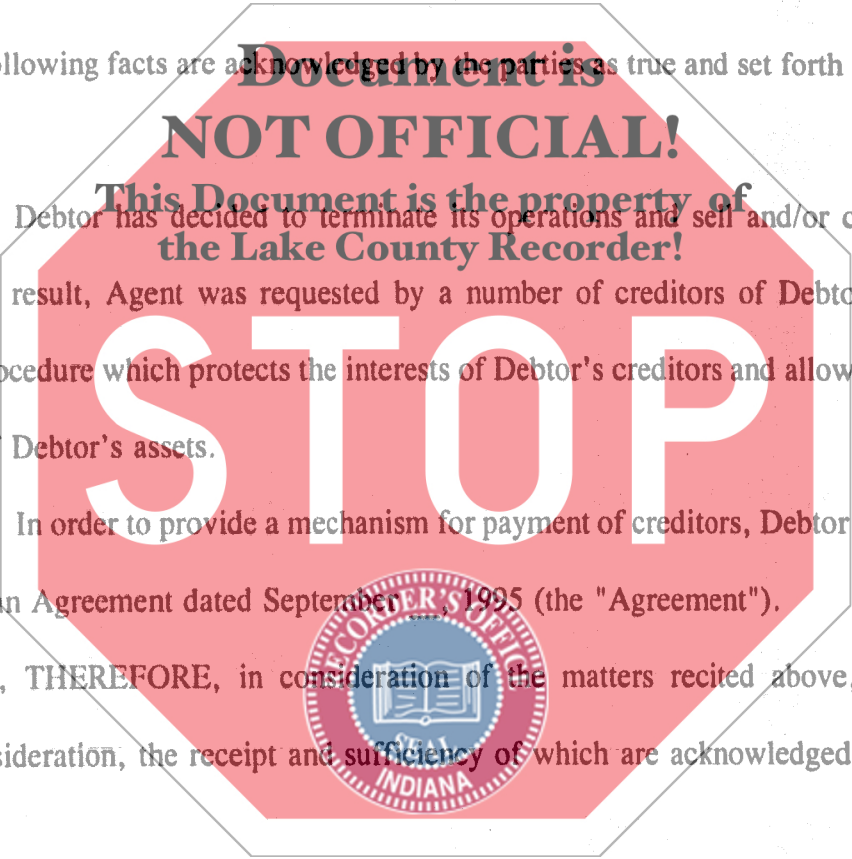 ollowing facts are acknowledged by the parties as true and set forth
Document is
NOT OFFICIAL!
This Document is the property of
the Lake County Recorder!
Debtor has decided to terminate its operations and sell and/or c
result, Agent was requested by a number of creditors of Debto
ocedure which protects the interests of Debtor's creditors and allow
Debtor's assets.
STOP
In order to provide a mechanism for payment of creditors, Debtor
n Agreement dated September __, 1995 (the "Agreement").
, THEREFORE, in consideration of the matters recited above,
sideration, the receipt and sufficiency of which are acknowledged
RECORDER'S OFFICE
SEAL
INDIANA